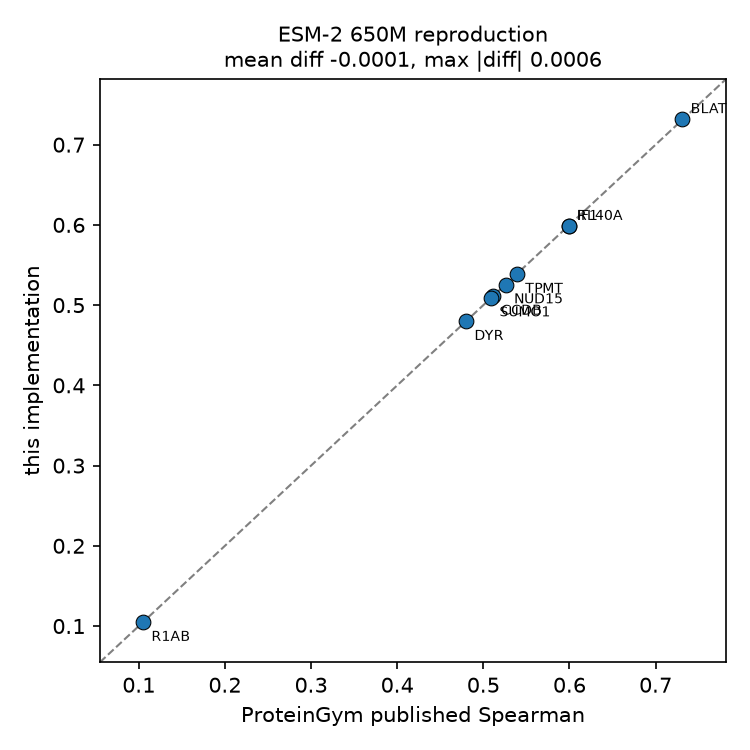 ESM-2 650M reproduction
mean diff -0.0001, max |diff| 0.0006
this implementation
0.7
0.6
0.5
0.4
0.3
0.2
0.1
BLAT
TPMT
NUD15
DYR
R1AB
0.1 0.2 0.3 0.4 0.5 0.6 0.7
ProteinGym published Spearman